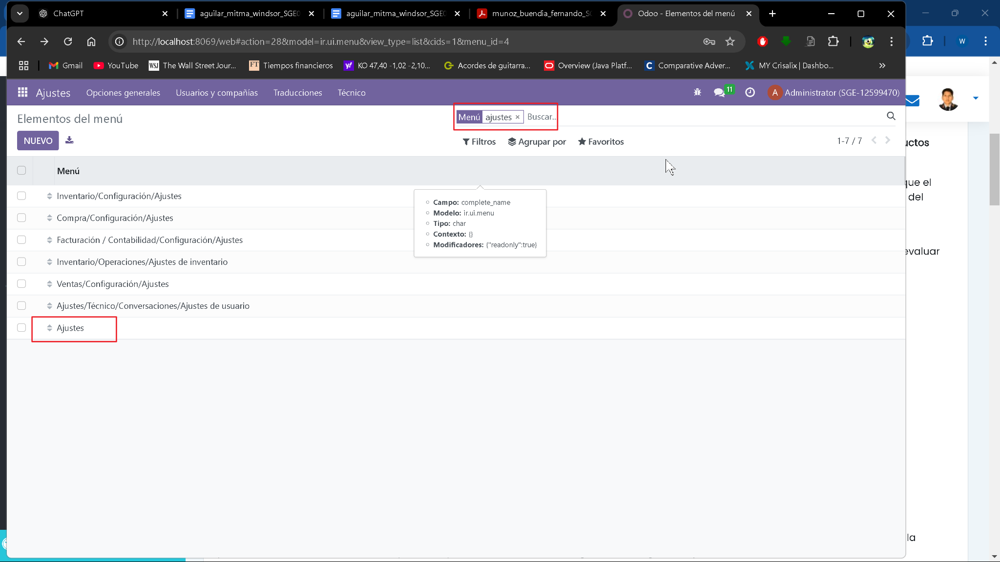 ChatGPT
aguilar_mitma_windsor_SGE0
aguilar_mitma_windsor_SGE0
munoz_buendia_fernando_SG
Odoo - Elementos del menú
http://localhost:8069/web#action=28&model=ir.ui.menu&view_type=list&cids=1&menu_id=4
W
Gmail
YouTube
WSJ
The Wall Street Jour...
FT
Tiempos financieros
KO 47,40 -1,02 -2,10...
Acordes de guitarra...
Overview (Java Platf...
Comparative Adver...
MY Crisalix | Dashbo...
Ajustes
Opciones generales
Usuarios y compañías
Traducciones
Técnico
11
A
Administrator (SGE-12599470)
Elementos del menú
Menú ajustes × Buscar...
NUEVO
Filtros
Agrupar por
Favoritos
1-7 / 7
uctos
Menú
que el
del
Inventario/Configuración/Ajustes
Compra/Configuración/Ajustes
Facturación / Contabilidad/Configuración/Ajustes
Inventario/Operaciones/Ajustes de inventario
Ventas/Configuración/Ajustes
Ajustes/Técnico/Conversaciones/Ajustes de usuario
Ajustes
Campo: complete_name
Modelo: ir.ui.menu
Tipo: char
Contexto: {}
Modificadores: {"readonly":true}
evaluar
la